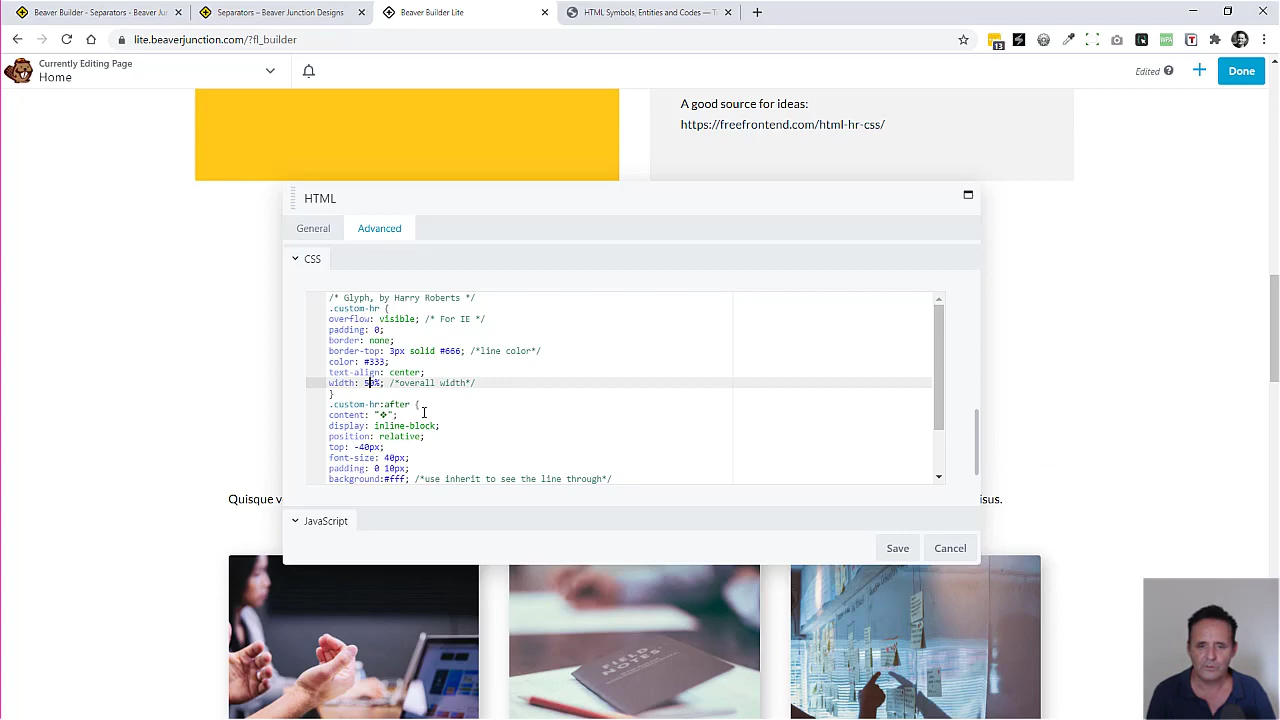 Beaver Builder - Separators - Beaver Ju
Separators – Beaver Junction Designs
Beaver Builder Lite
HTML Symbols, Entities and Codes — T
lite.beaverjunction.com/?fl_builder
13
WPA
T
Currently Editing Page
Home
Edited
Done
A good source for ideas:
https://freefrontend.com/html-hr-css/
HTML
General
Advanced
CSS
/* Glyph, by Harry Roberts */
.custom-hr {
overflow: visible; /* For IE */
padding: 0;
border: none;
border-top: 3px solid #666; /*line color*/
color: #333;
text-align: center;
width: 50%; /*overall width*/
}
.custom-hr:after {
content: "❖";
display: inline-block;
position: relative;
top: -40px;
font-size: 40px;
padding: 0 10px;
background:#fff; /*use inherit to see the line through*/
JavaScript
Save
Cancel
Quisque v
isus.
FIELD
NOTES